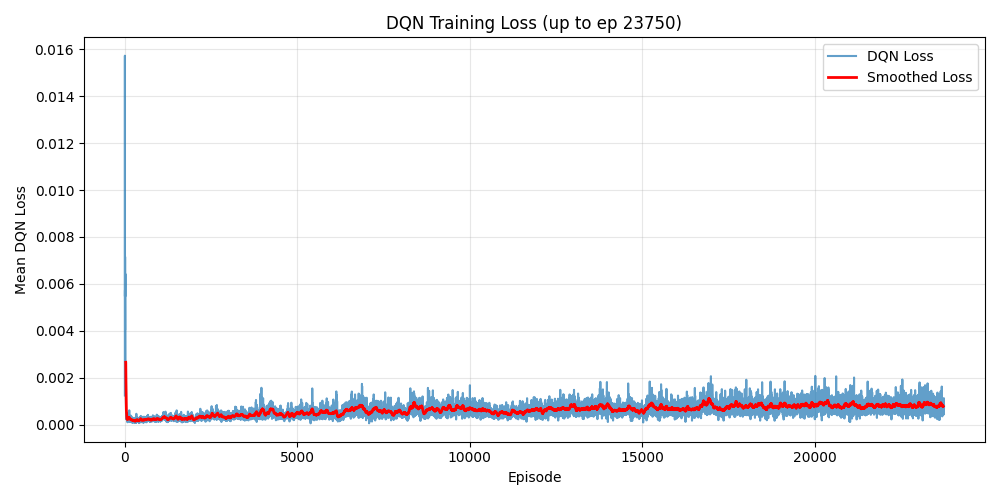 DQN Training Loss (up to ep 23750)
DQN Loss
Smoothed Loss
Mean DQN Loss
0.016
0.014
0.012
0.010
0.008
0.006
0.004
0.002
0.000
0 5000 10000 15000 20000
Episode